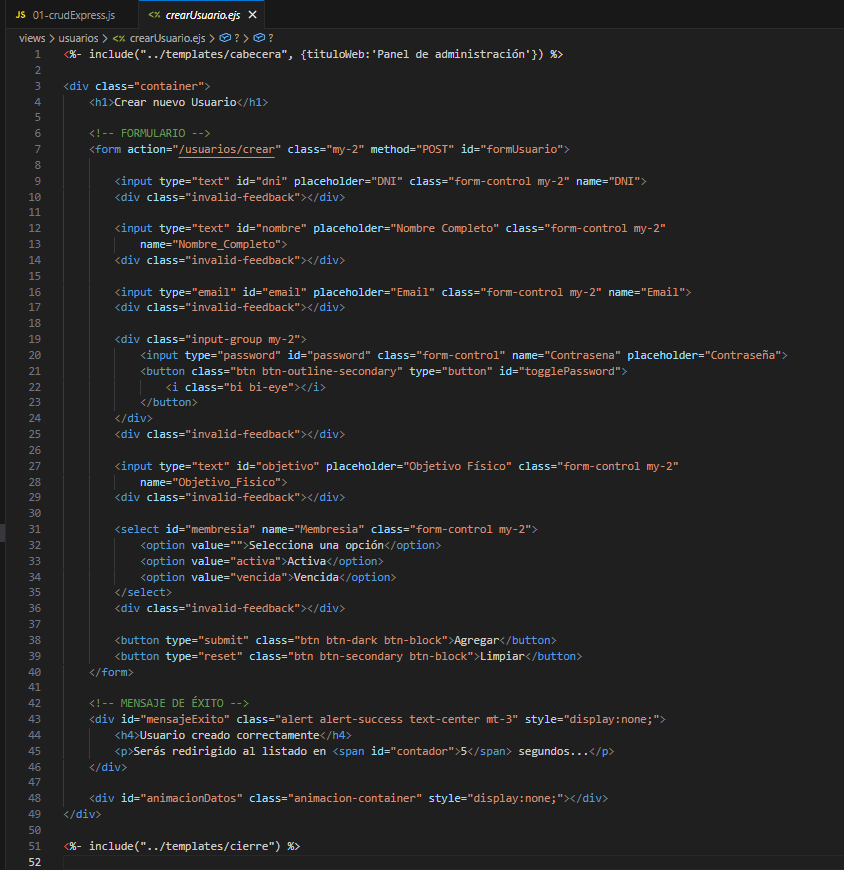 JS 01-crudExpress.js <%> crearUsuario.ejs ×
views > usuarios > <%> crearUsuario.ejs > ? > ?
1 <%- include("../templates/cabecera", {tituloWeb:'Panel de administración'}) %>
2
3 <div class="container">
4 <h1>Crear nuevo Usuario</h1>
5
6 <!-- FORMULARIO -->
7 <form action="/usuarios/crear" class="my-2" method="POST" id="formUsuario">
8
9 <input type="text" id="dni" placeholder="DNI" class="form-control my-2" name="DNI">
10 <div class="invalid-feedback"></div>
11
12 <input type="text" id="nombre" placeholder="Nombre Completo" class="form-control my-2"
13 name="Nombre_Completo">
14 <div class="invalid-feedback"></div>
15
16 <input type="email" id="email" placeholder="Email" class="form-control my-2" name="Email">
17 <div class="invalid-feedback"></div>
18
19 <div class="input-group my-2">
20 <input type="password" id="password" class="form-control" name="Contrasena" placeholder="Contraseña">
21 <button class="btn btn-outline-secondary" type="button" id="togglePassword">
22 <i class="bi bi-eye"></i>
23 </button>
24 </div>
25 <div class="invalid-feedback"></div>
26
27 <input type="text" id="objetivo" placeholder="Objetivo Físico" class="form-control my-2"
28 name="Objetivo_Fisico">
29 <div class="invalid-feedback"></div>
30
31 <select id="membresia" name="Membresia" class="form-control my-2">
32 <option value="">Selecciona una opción</option>
33 <option value="activa">Activa</option>
34 <option value="vencida">Vencida</option>
35 </select>
36 <div class="invalid-feedback"></div>
37
38 <button type="submit" class="btn btn-dark btn-block">Agregar</button>
39 <button type="reset" class="btn btn-secondary btn-block">Limpiar</button>
40 </form>
41
42 <!-- MENSAJE DE ÉXITO -->
43 <div id="mensajeExito" class="alert alert-success text-center mt-3" style="display:none;">
44 <h4>Usuario creado correctamente</h4>
45 <p>Serás redirigido al listado en <span id="contador">5</span> segundos...</p>
46 </div>
47
48 <div id="animacionDatos" class="animacion-container" style="display:none;"></div>
49 </div>
50
51 <%- include("../templates/cierre") %>
52